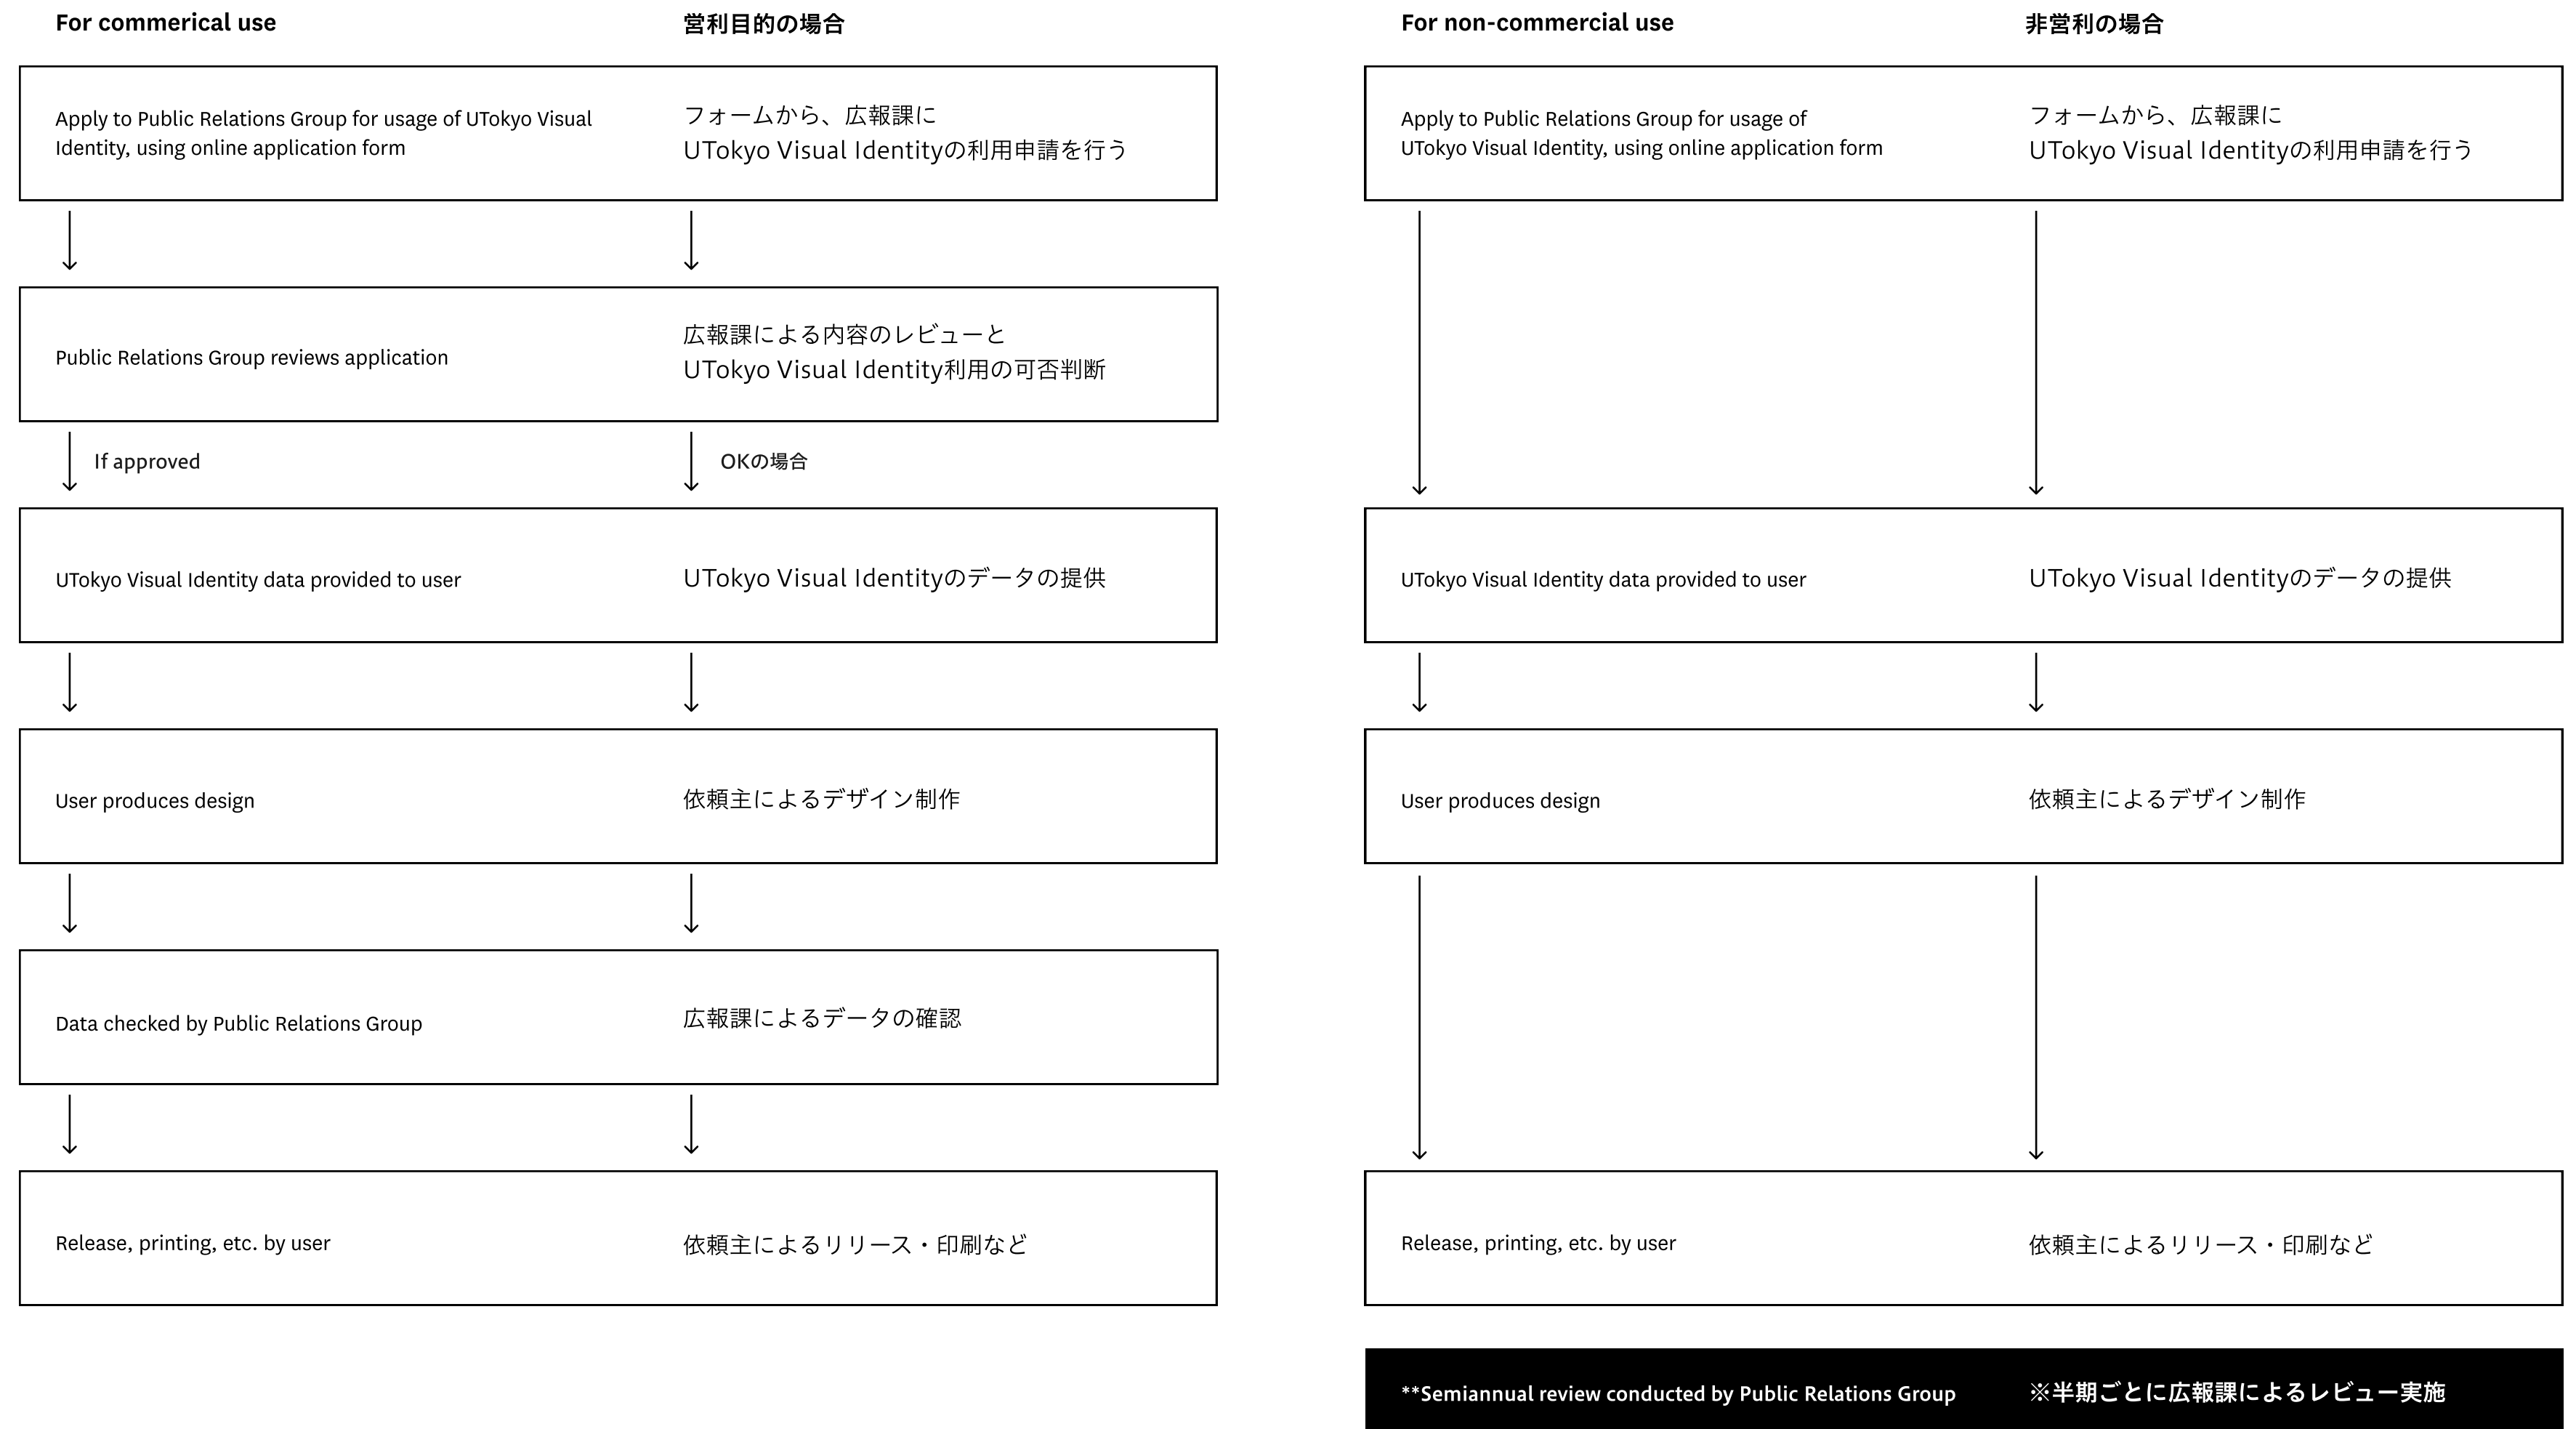 For commerical use
営利目的の場合
Apply to Public Relations Group for usage of UTokyo Visual
Identity, using online application form
フォームから、広報課に
UTokyo Visual Identityの利用申請を行う
Public Relations Group reviews application
広報課による内容のレビューと
UTokyo Visual Identity利用の可否判断
If approved
OKの場合
UTokyo Visual Identity data provided to user
UTokyo Visual Identityのデータの提供
User produces design
依頼主によるデザイン制作
Data checked by Public Relations Group
広報課によるデータの確認
Release, printing, etc. by user
依頼主によるリリース・印刷など
For non-commercial use
非営利の場合
Apply to Public Relations Group for usage of
UTokyo Visual Identity, using online application form
フォームから、広報課に
UTokyo Visual Identityの利用申請を行う
UTokyo Visual Identity data provided to user
UTokyo Visual Identityのデータの提供
User produces design
依頼主によるデザイン制作
Release, printing, etc. by user
依頼主によるリリース・印刷など
**Semiannual review conducted by Public Relations Group
※半期ごとに広報課によるレビュー実施